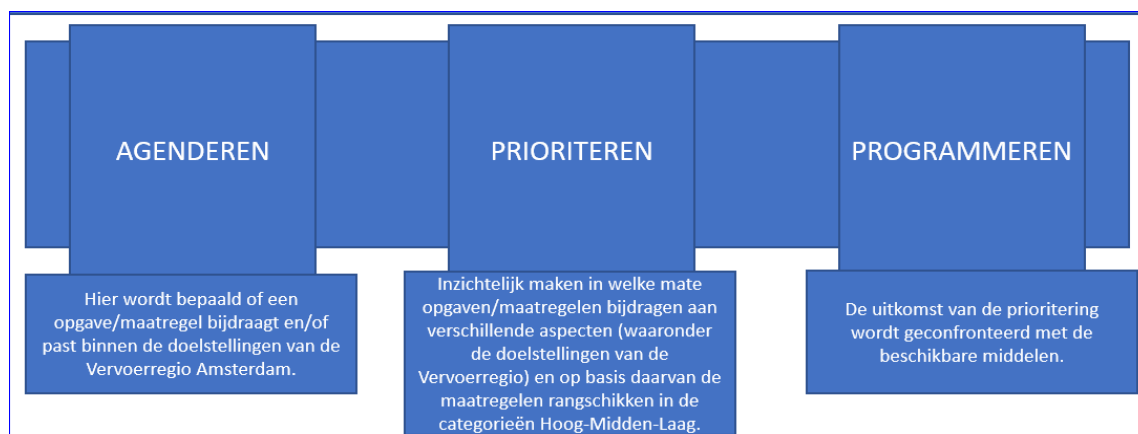 AGENDEREN
PRIORITEREN
PROGRAMMEREN
Hier wordt bepaald of een
opgave/maatregel bijdraagt en/of
past binnen de doelstellingen van de
Vervoerregio Amsterdam.
Inzichtelijk maken in welke mate
opgaven/maatregelen bijdragen aan
verschillende aspecten (waaronder
de doelstellingen van de
Vervoerregio) en op basis daarvan de
maatregelen rangschikken in de
categorieën Hoog-Midden-Laag.
De uitkomst van de prioritering
wordt geconfronteerd met de
beschikbare middelen.